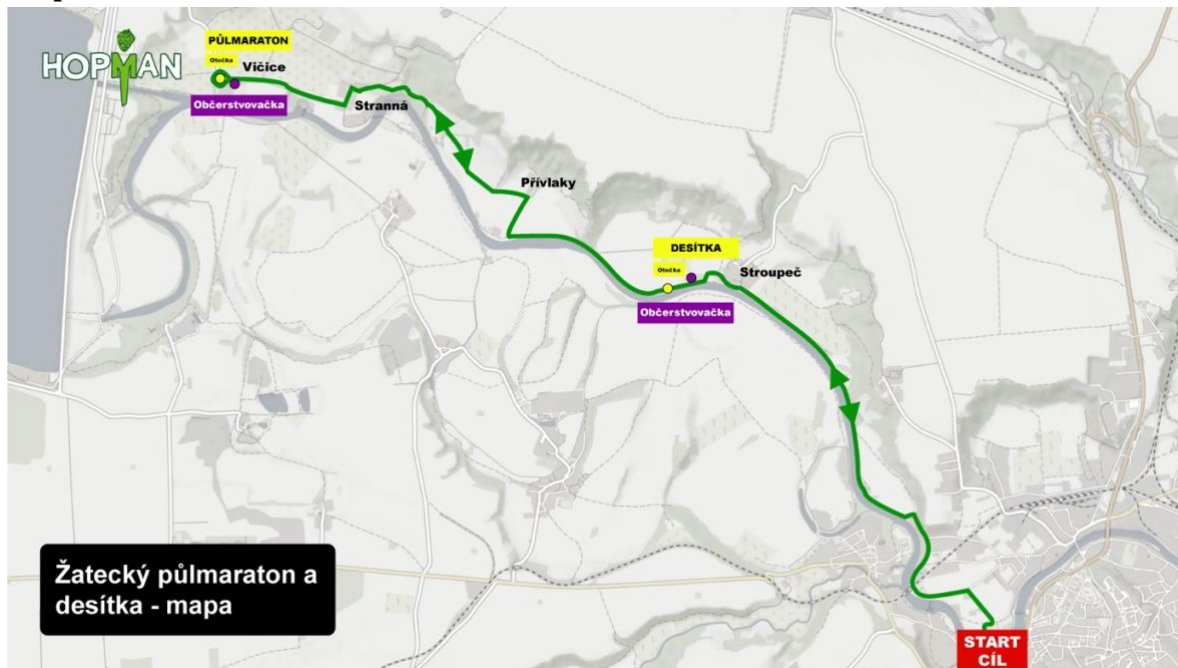 HOPMAN
PŮLMARATON
Otočka
Vičice
Občerstvovačka
Stranná
Přívlaky
DESÍTKA
Otočka
Stroupeč
Občerstvovačka
Žatecký půlmaraton a
desítka - mapa
START
CÍL